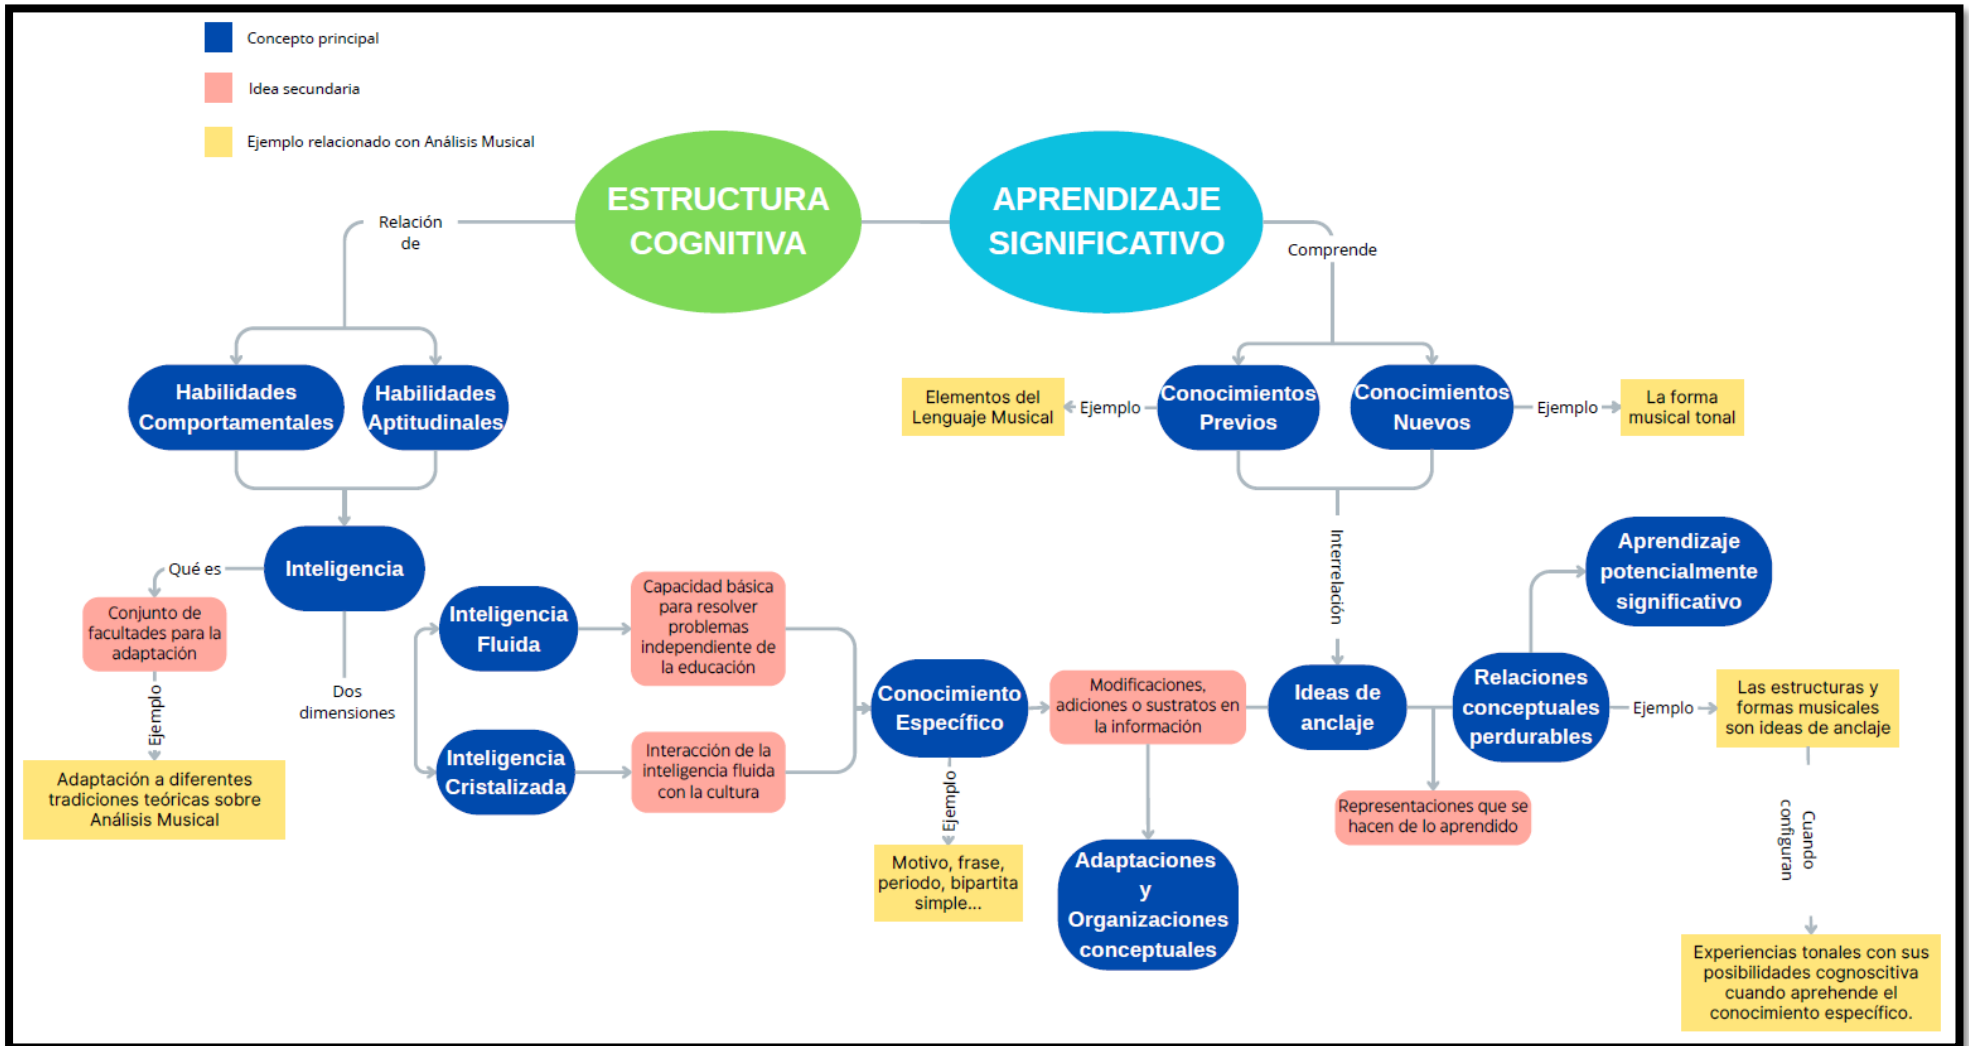 Concepto principal
Idea secundaria
Ejemplo relacionado con Análisis Musical
ESTRUCTURA
COGNITIVA
APRENDIZAJE
SIGNIFICATIVO
Relación
de
Comprende
Habilidades
Comportamentales
Habilidades
Aptitudinales
Elementos del
Lenguaje Musical
Ejemplo
Conocimientos
Previos
Conocimientos
Nuevos
Ejemplo
La forma
musical tonal
Inteligencia
Qué es
Conjunto de
facultades para la
adaptación
Ejemplo
Adaptación a diferentes
tradiciones teóricas sobre
Análisis Musical
Dos
dimensiones
Inteligencia
Fluida
Capacidad básica
para resolver
problemas
independiente de
la educación
Inteligencia
Cristalizada
Interacción de la
inteligencia fluida
con la cultura
Conocimiento
Específico
Ejemplo
Motivo, frase,
periodo, bipartita
simple...
Modificaciones,
adiciones o sustratos en
la información
Adaptaciones
y
Organizaciones
conceptuales
Interrelación
Ideas de
anclaje
Representaciones que se
hacen de lo aprendido
Relaciones
conceptuales
perdurables
Aprendizaje
potencialmente
significativo
Ejemplo
Las estructuras y
formas musicales
son ideas de anclaje
Cuando
configuran
Experiencias tonales con sus
posibilidades cognoscitiva
cuando aprehende el
conocimiento específico.